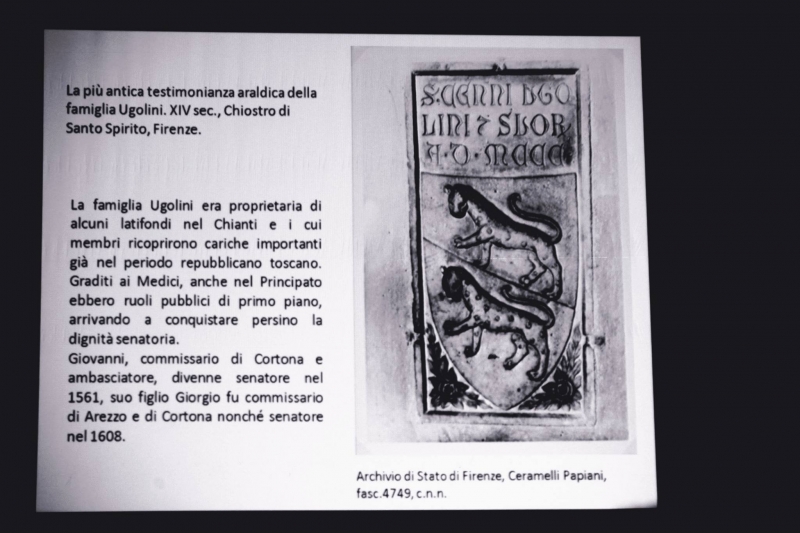 La più antica testimonianza araldica della
famiglia Ugolini. XIV sec., Chiostro di
Santo Spirito, Firenze.
La famiglia Ugolini era proprietaria di
alcuni latifondi nel Chianti e i cui
membri ricoprirono cariche importanti
già nel periodo repubblicano toscano.
Graditi ai Medici, anche nel Principato
ebbero ruoli pubblici di primo piano,
arrivando a conquistare persino la
dignità senatoria.
Giovanni, commissario di Cortona e
ambasciatore, divenne senatore nel
1561, suo figlio Giorgio fu commissario
di Arezzo e di Cortona nonché senatore
nel 1608.
LINI
A·D·MCCC
Archivio di Stato di Firenze, Ceramelli Papiani,
fasc.4749, c.n.n.